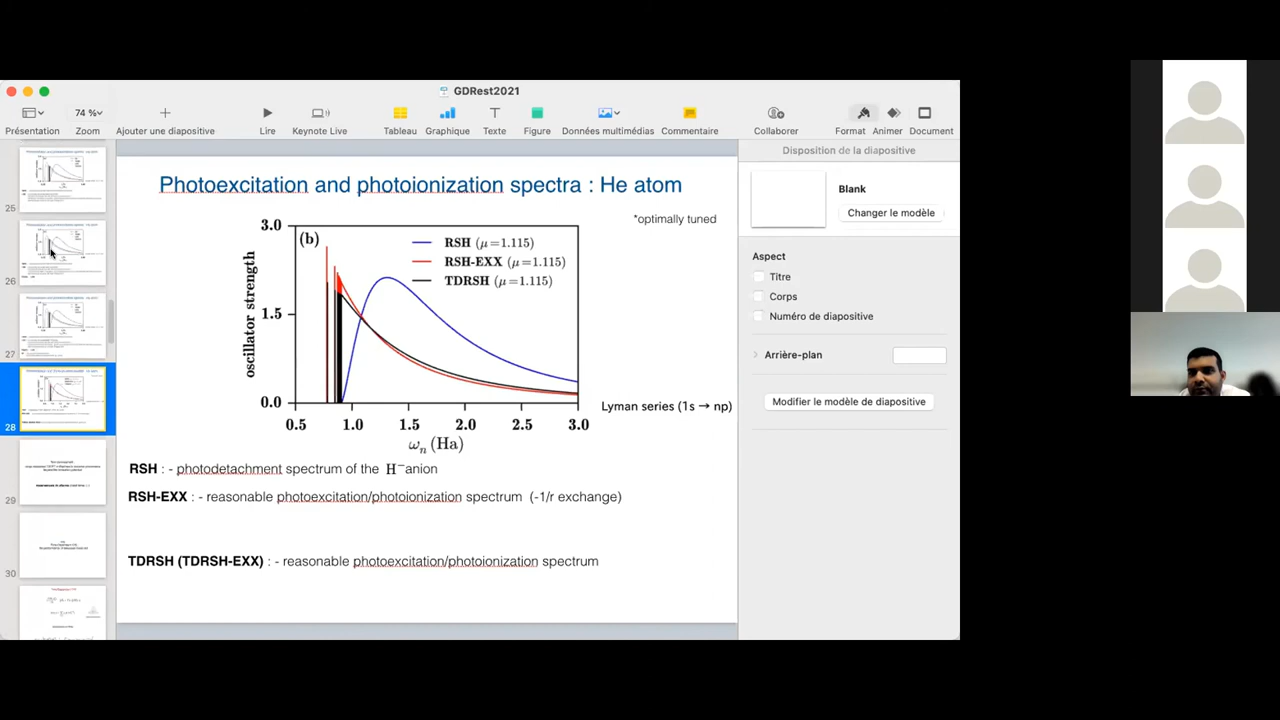 GDRest2021
74 %
Présentation Zoom Ajouter une diapositive Lire Keynote Live Tableau Graphique Texte Figure Données multimédias Commentaire Collaborer Format Animer Document
25
26
27
28
29
30
Photoexcitation and photoionization spectra : He atom
*optimally tuned
(b)
RSH (μ=1.115)
RSH-EXX (μ=1.115)
TDRSH (μ=1.115)
oscillator strength
3.0
1.5
0.0
0.5 1.0 1.5 2.0 2.5 3.0
ωn (Ha)
Lyman series (1s → np)
RSH : - photodetachment spectrum of the H⁻ anion
RSH-EXX : - reasonable photoexcitation/photoionization spectrum (-1/r exchange)
TDRSH (TDRSH-EXX) : - reasonable photoexcitation/photoionization spectrum
Disposition de la diapositive
Blank
Changer le modèle
Aspect
Titre
Corps
Numéro de diapositive
Arrière-plan
Modifier le modèle de diapositive